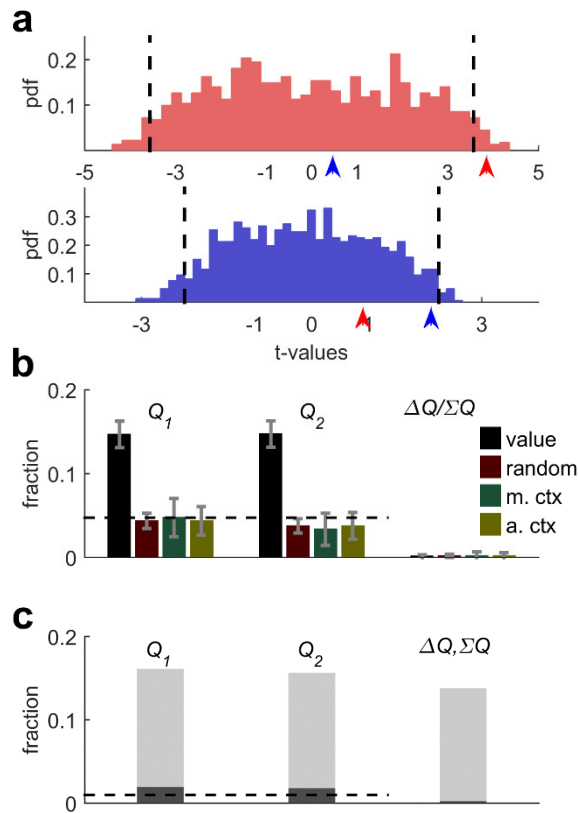 a
pdf
0.2
0.1
-5 -3 -1 0 1 3 5
pdf
0.3
0.2
0.1
-3 -1 0 1 3
t-values
b
fraction
0.2
0.1
0
Q1 Q2 ΔQ/ΣQ
value
random
m. ctx
a. ctx
c
fraction
0.2
0.1
0
Q1 Q2 ΔQ,ΣQ